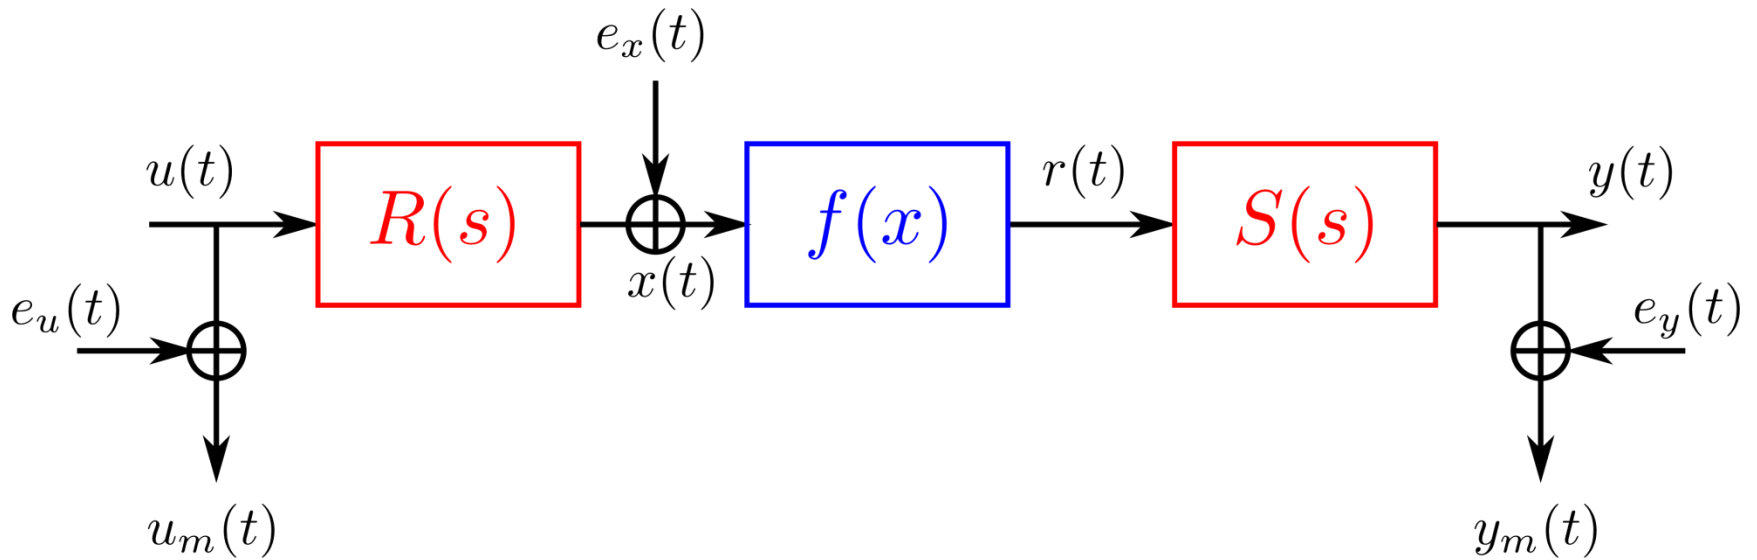 e_x(t)
u(t) R(s) f(x) r(t) S(s) y(t)
x(t)
e_u(t) e_y(t)
u_m(t) y_m(t)